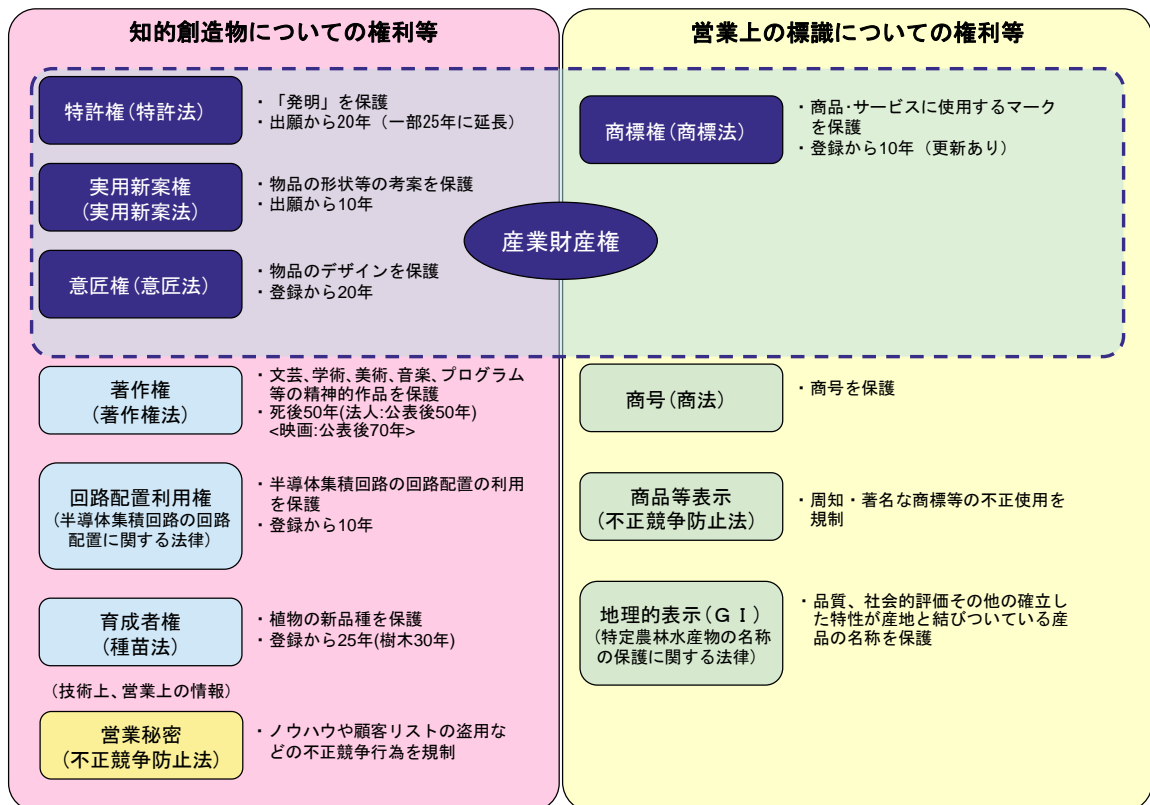 知的創造物についての権利等
特許権(特許法)
・「発明」を保護
・出願から20年（一部25年に延長）
実用新案権
(実用新案法)
・物品の形状等の考案を保護
・出願から10年
意匠権(意匠法)
・物品のデザインを保護
・登録から20年
産業財産権
著作権
(著作権法)
・文芸、学術、美術、音楽、プログラム
等の精神的作品を保護
・死後50年(法人:公表後50年)
<映画:公表後70年>
回路配置利用権
(半導体集積回路の回路
配置に関する法律)
・半導体集積回路の回路配置の利用
を保護
・登録から10年
育成者権
(種苗法)
・植物の新品種を保護
・登録から25年(樹木30年)
(技術上、営業上の情報)
営業秘密
(不正競争防止法)
・ノウハウや顧客リストの盗用な
どの不正競争行為を規制
営業上の標識についての権利等
商標権(商標法)
・商品･サービスに使用するマーク
を保護
・登録から10年（更新あり）
商号(商法)
・商号を保護
商品等表示
(不正競争防止法)
・周知・著名な商標等の不正使用を
規制
地理的表示(ＧＩ)
(特定農林水産物の名称
の保護に関する法律)
・品質、社会的評価その他の確立し
た特性が産地と結びついている産
品の名称を保護